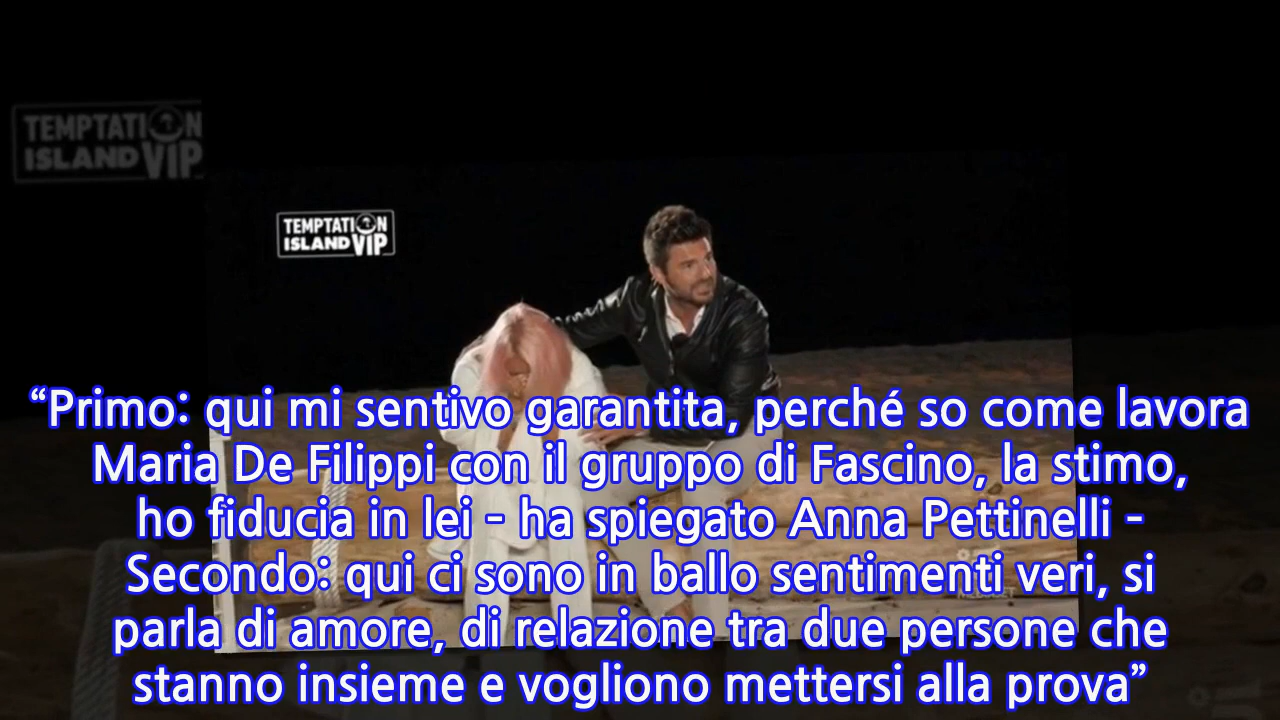 TEMPTATION
ISLAND VIP
TEMPTATION
ISLAND VIP
“Primo: qui mi sentivo garantita, perché so come lavora
Maria De Filippi con il gruppo di Fascino, la stimo,
ho fiducia in lei - ha spiegato Anna Pettinelli -
Secondo: qui ci sono in ballo sentimenti veri, si
parla di amore, di relazione tra due persone che
stanno insieme e vogliono mettersi alla prova”